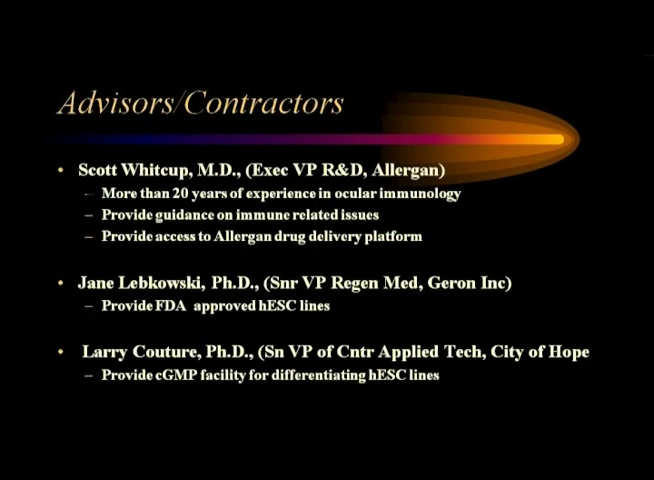 Advisors/Contractors
• Scott Whitcup, M.D., (Exec VP R&D, Allergan)
– More than 20 years of experience in ocular immunology
– Provide guidance on immune related issues
– Provide access to Allergan drug delivery platform
• Jane Lebkowski, Ph.D., (Snr VP Regen Med, Geron Inc)
– Provide FDA approved hESC lines
• Larry Couture, Ph.D., (Sn VP of Cntr Applied Tech, City of Hope
– Provide cGMP facility for differentiating hESC lines